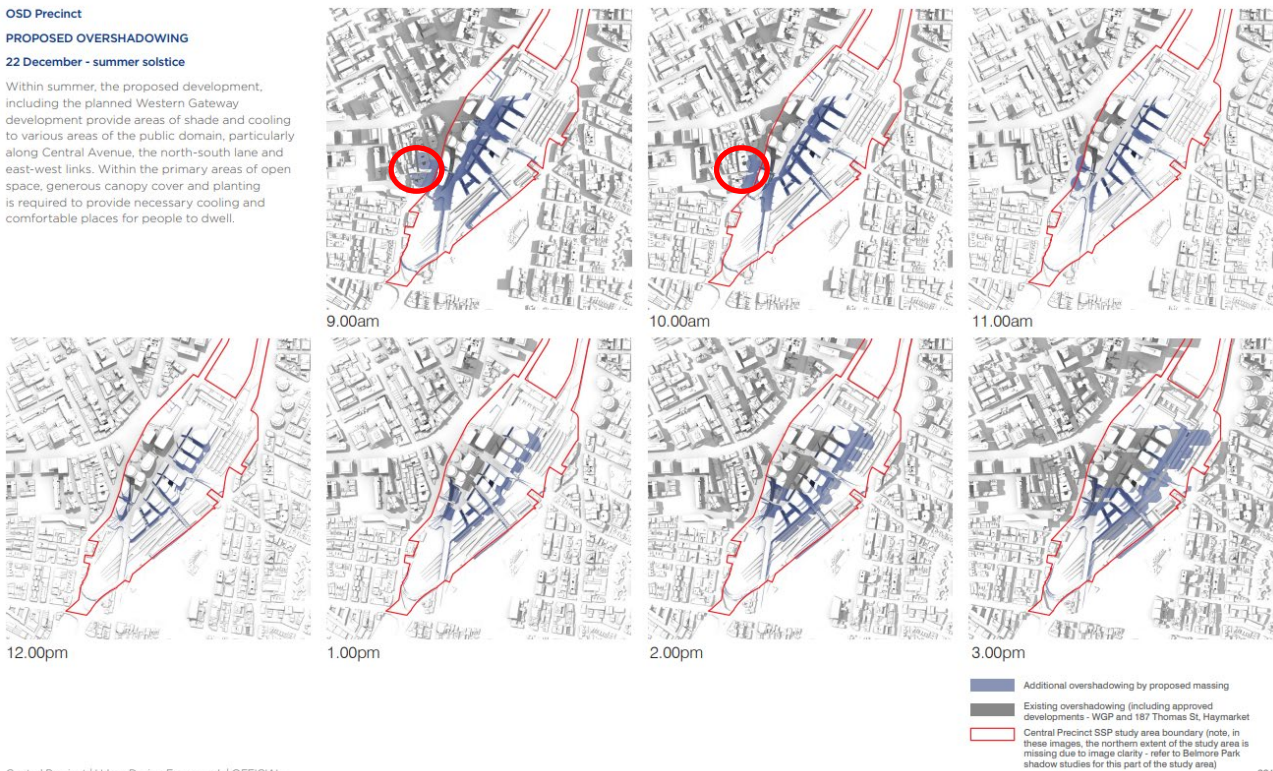 OSD Precinct
PROPOSED OVERSHADOWING
22 December - summer solstice
Within summer, the proposed development,
including the planned Western Gateway
development provide areas of shade and cooling
to various areas of the public domain, particularly
along Central Avenue, the north-south lane and
east-west links. Within the primary areas of open
space, generous canopy cover and planting
is required to provide necessary cooling and
comfortable places for people to dwell.
9.00am
10.00am
11.00am
12.00pm
1.00pm
2.00pm
3.00pm
Additional overshadowing by proposed massing
Existing overshadowing (including approved
developments - WGP and 187 Thomas St, Haymarket
Central Precinct SSP study area boundary (note, in
these images, the northern extent of the study area is
missing due to image clarity - refer to Belmore Park
shadow studies for this part of the study area)